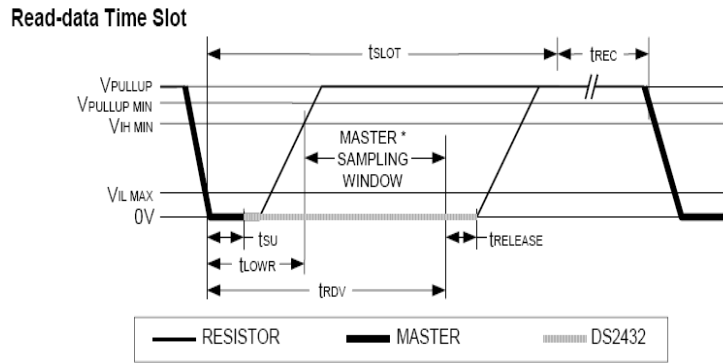 Read-data Time Slot
tSLOT
tREC
VPULLUP
VPULLUP MIN
VIH MIN
MASTER *
SAMPLING
WINDOW
VIL MAX
0V
tSU
tRELEASE
tLOWR
tRDV
RESISTOR MASTER DS2432